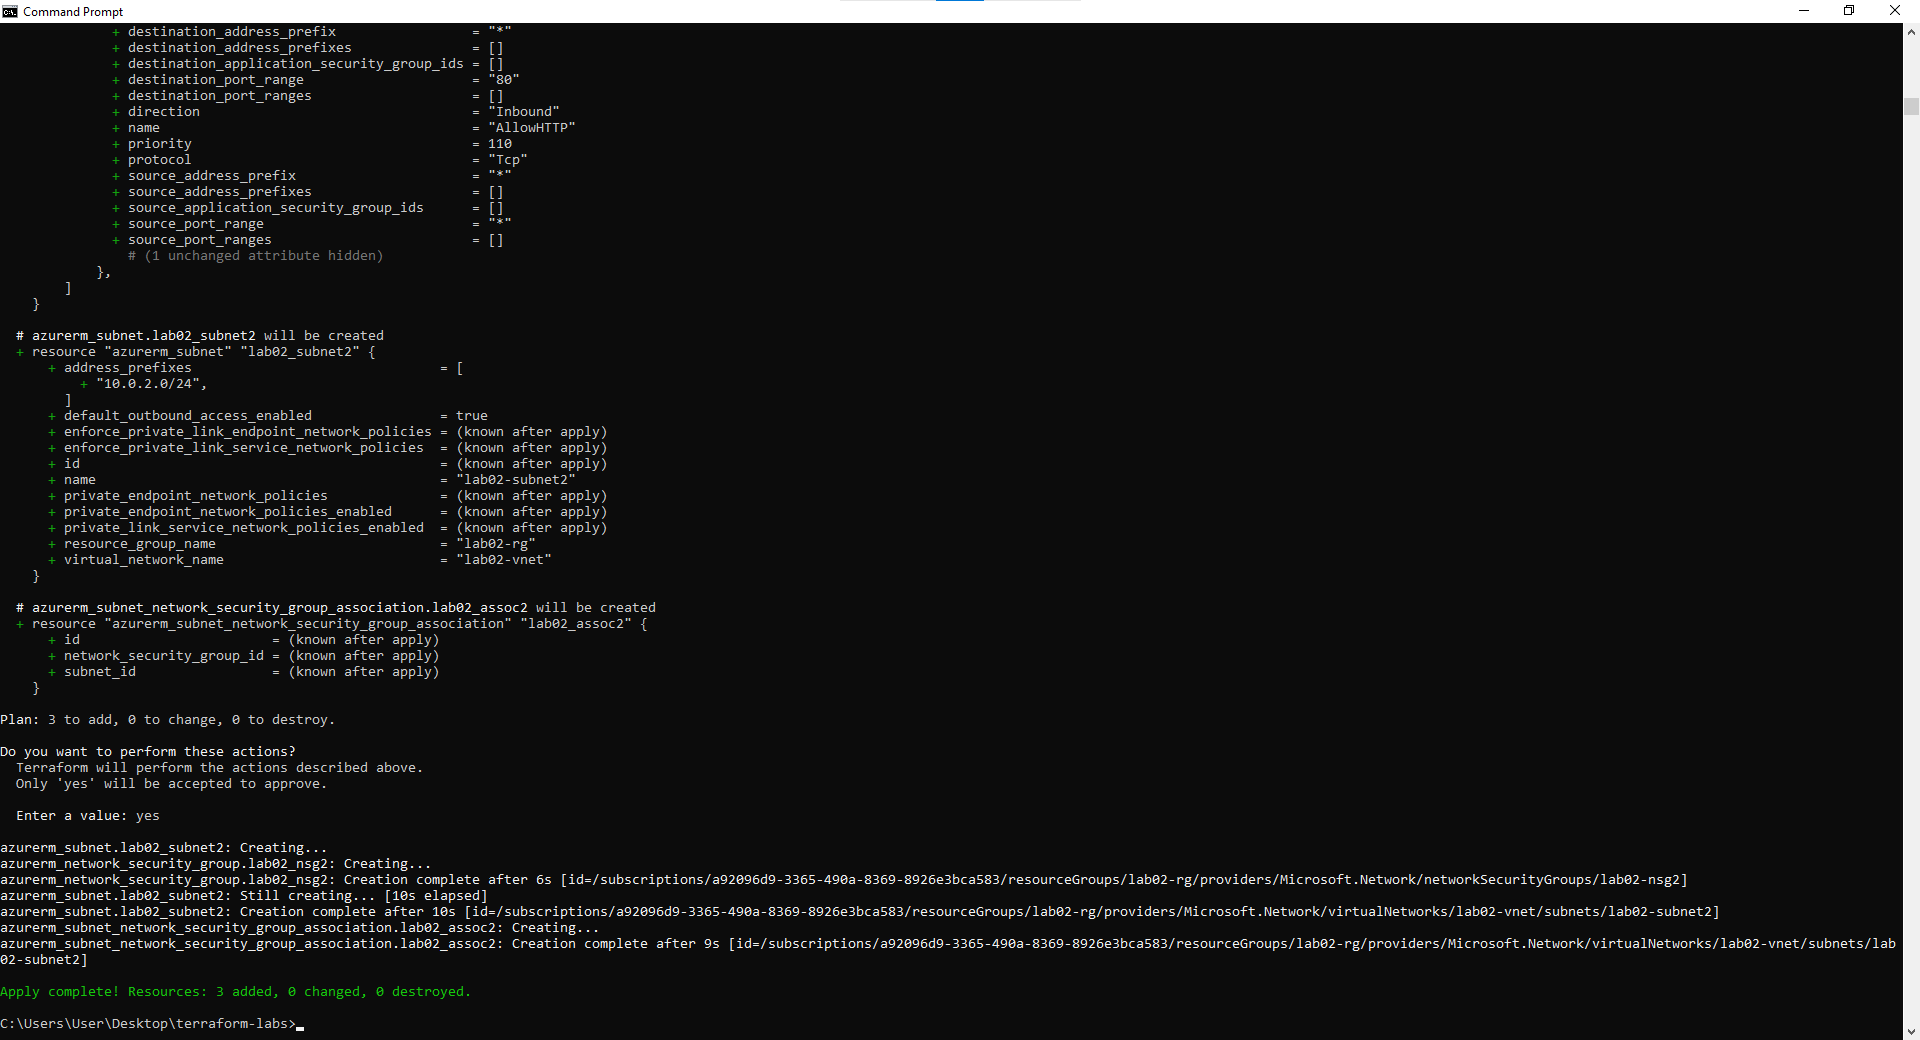 Command Prompt
            + destination_address_prefix                 = "*"
            + destination_address_prefixes               = []
            + destination_application_security_group_ids = []
            + destination_port_range                     = "80"
            + destination_port_ranges                    = []
            + direction                                  = "Inbound"
            + name                                       = "AllowHTTP"
            + priority                                   = 110
            + protocol                                   = "Tcp"
            + source_address_prefix                      = "*"
            + source_address_prefixes                    = []
            + source_application_security_group_ids      = []
            + source_port_range                          = "*"
            + source_port_ranges                         = []
                # (1 unchanged attribute hidden)
            },
        ]
    }
  # azurerm_subnet.lab02_subnet2 will be created
  + resource "azurerm_subnet" "lab02_subnet2" {
      + address_prefixes                               = [
          + "10.0.2.0/24",
        ]
      + default_outbound_access_enabled                = true
      + enforce_private_link_endpoint_network_policies = (known after apply)
      + enforce_private_link_service_network_policies  = (known after apply)
      + id                                             = (known after apply)
      + name                                           = "lab02-subnet2"
      + private_endpoint_network_policies              = (known after apply)
      + private_endpoint_network_policies_enabled      = (known after apply)
      + private_link_service_network_policies_enabled  = (known after apply)
      + resource_group_name                            = "lab02-rg"
      + virtual_network_name                           = "lab02-vnet"
    }
  # azurerm_subnet_network_security_group_association.lab02_assoc2 will be created
  + resource "azurerm_subnet_network_security_group_association" "lab02_assoc2" {
      + id                        = (known after apply)
      + network_security_group_id = (known after apply)
      + subnet_id                 = (known after apply)
    }
Plan: 3 to add, 0 to change, 0 to destroy.
Do you want to perform these actions?
  Terraform will perform the actions described above.
  Only 'yes' will be accepted to approve.
  Enter a value: yes
azurerm_subnet.lab02_subnet2: Creating...
azurerm_network_security_group.lab02_nsg2: Creating...
azurerm_network_security_group.lab02_nsg2: Creation complete after 6s [id=/subscriptions/a92096d9-3365-490a-8369-8926e3bca583/resourceGroups/lab02-rg/providers/Microsoft.Network/networkSecurityGroups/lab02-nsg2]
azurerm_subnet.lab02_subnet2: Still creating... [10s elapsed]
azurerm_subnet.lab02_subnet2: Creation complete after 10s [id=/subscriptions/a92096d9-3365-490a-8369-8926e3bca583/resourceGroups/lab02-rg/providers/Microsoft.Network/virtualNetworks/lab02-vnet/subnets/lab02-subnet2]
azurerm_subnet_network_security_group_association.lab02_assoc2: Creating...
azurerm_subnet_network_security_group_association.lab02_assoc2: Creation complete after 9s [id=/subscriptions/a92096d9-3365-490a-8369-8926e3bca583/resourceGroups/lab02-rg/providers/Microsoft.Network/virtualNetworks/lab02-vnet/subnets/lab
02-subnet2]
Apply complete! Resources: 3 added, 0 changed, 0 destroyed.
C:\Users\User\Desktop\terraform-labs>